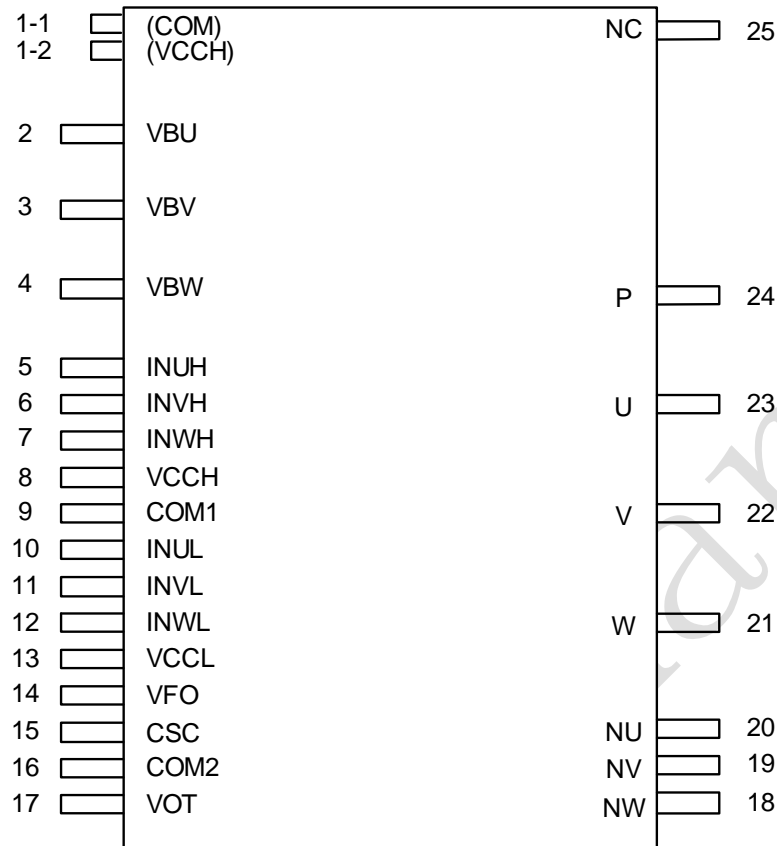 1-1 (COM) NC 25
1-2 (VCCH)
2 VBU
3 VBV
4 VBW
P 24
5 INUH
6 INVH U 23
7 INWH
8 VCCH
9 COM1 V 22
10 INUL
11 INVL
12 INWL W 21
13 VCCL
14 VFO
15 CSC NU 20
16 COM2 NV 19
17 VOT NW 18